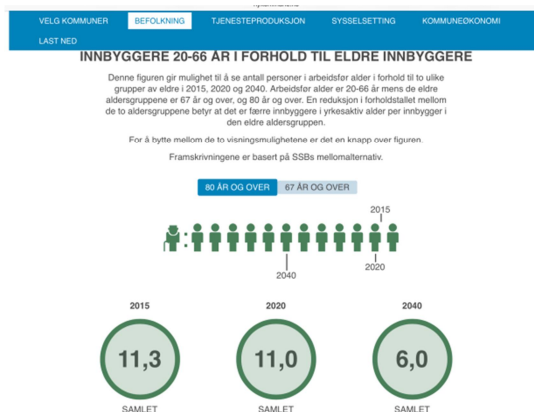 VELG KOMMUNER BEFOLKNING TJENESTEPRODUKSJON SYSSELSETTING KOMMUNEØKONOMI
LAST NED
INNBYGGERE 20-66 ÅR I FORHOLD TIL ELDRE INNBYGGERE
Denne figuren gir mulighet til å se antall personer i arbeidsfør alder i forhold til to ulike
grupper av eldre i 2015, 2020 og 2040. Arbeidsfør alder er 20-66 år mens de eldre
aldersgruppene er 67 år og over, og 80 år og over. En reduksjon i forholdstallet mellom
de to aldersgruppene betyr at det er færre innbyggere i yrkesaktiv alder per innbygger i
den eldre aldersgruppen.
For å bytte mellom de to visningsmulighetene er det en knapp over figuren.
Framskrivningene er basert på SSBs mellomalternativ.
80 ÅR OG OVER 67 ÅR OG OVER
2015
:
2040 2020
2015 2020 2040
11,3 11,0 6,0
SAMLET SAMLET SAMLET